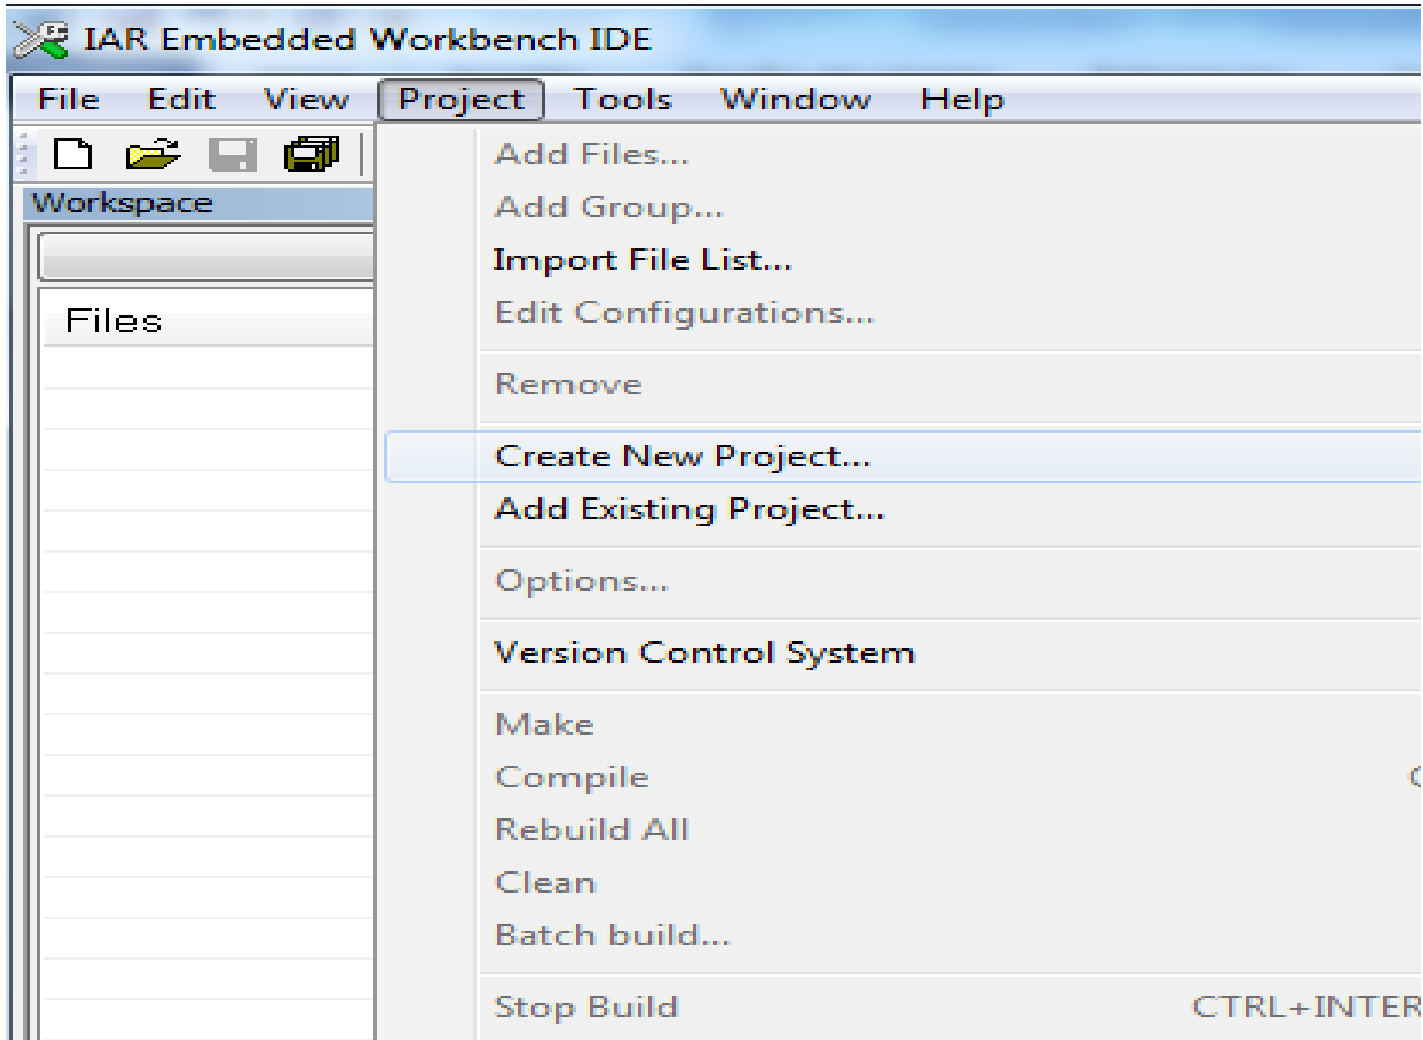 IAR Embedded Workbench IDE
File Edit View Project Tools Window Help
Workspace
Files
Add Files...
Add Group...
Import File List...
Edit Configurations...
Remove
Create New Project...
Add Existing Project...
Options...
Version Control System
Make
Compile
Rebuild All
Clean
Batch build...
Stop Build CTRL+INTER